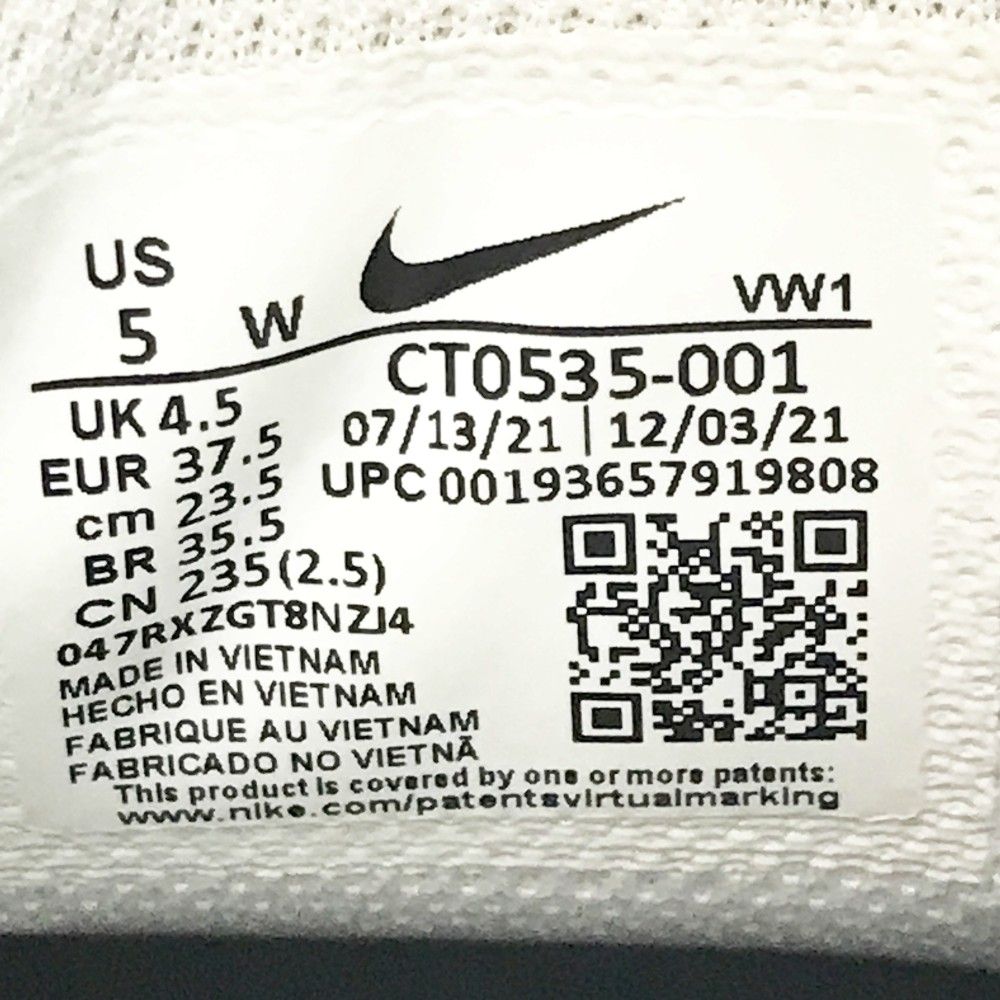 US
5 W
VW1
UK 4.5
EUR 37.5
cm 23.5
BR 35.5
CN 235(2.5)
CT0535-001
07/13/21 | 12/03/21
UPC 00193657919808
047RXZGT8NZJ4
MADE IN VIETNAM
HECHO EN VIETNAM
FABRIQUE AU VIETNAM
FABRICADO NO VIETNÃ
This product is covered by one or more patents:
www.nike.com/patentsvirtualmarking